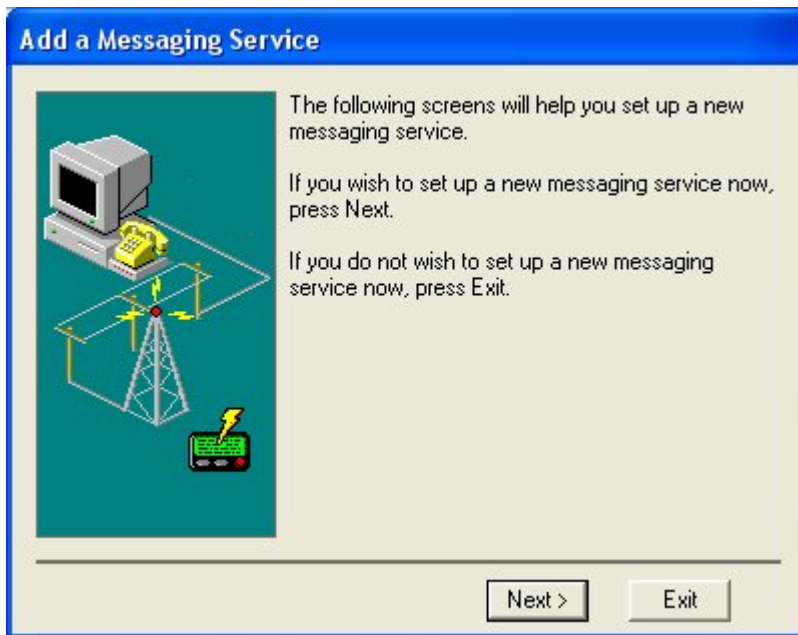 Add a Messaging Service
The following screens will help you set up a new
messaging service.
If you wish to set up a new messaging service now,
press Next.
If you do not wish to set up a new messaging
service now, press Exit.
Next >
Exit